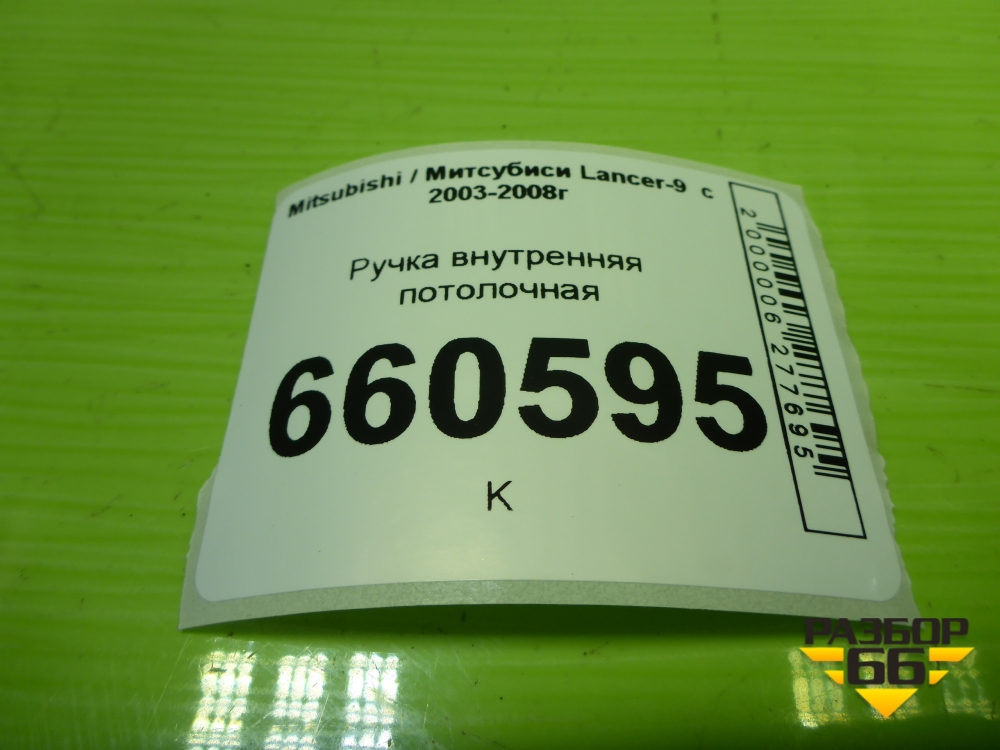 Mitsubishi / Митсубиси Lancer-9 с
2003-2008г
Ручка внутренняя
потолочная
660595
К
2000006277695
РАЗБОР
66